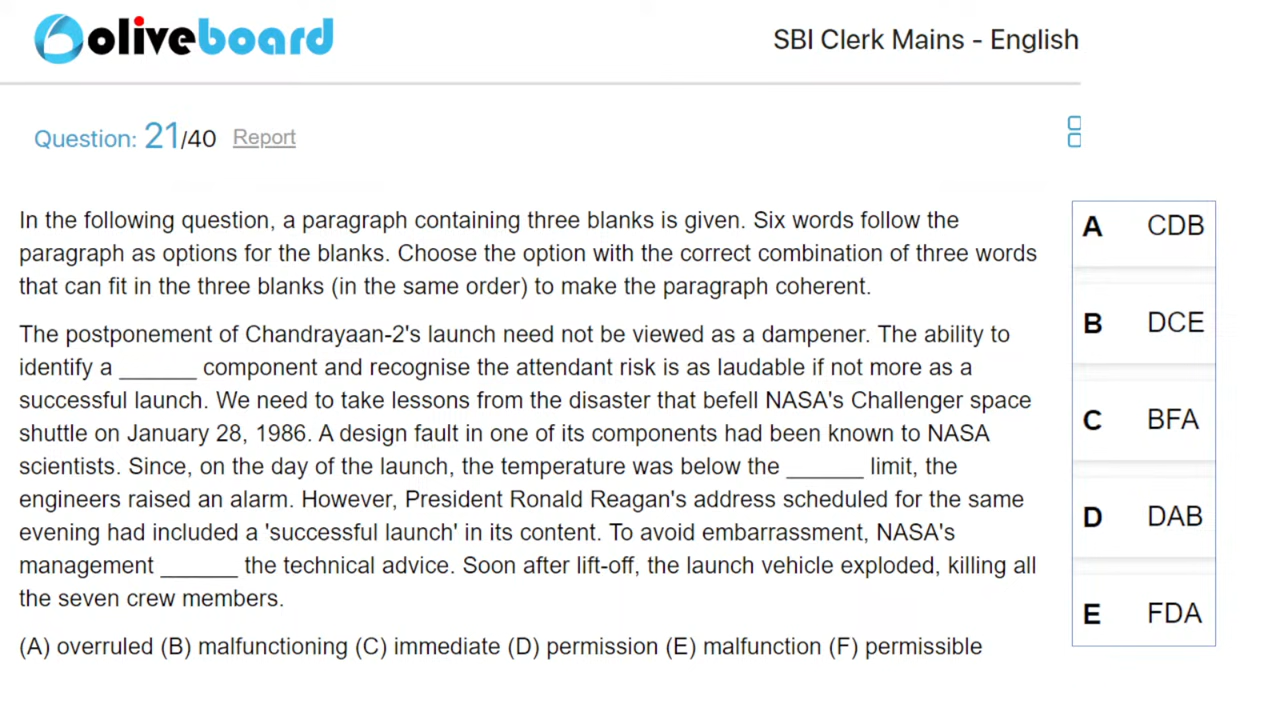 oliveboard
SBI Clerk Mains - English
Question: 21/40 Report
In the following question, a paragraph containing three blanks is given. Six words follow the
paragraph as options for the blanks. Choose the option with the correct combination of three words
that can fit in the three blanks (in the same order) to make the paragraph coherent.
The postponement of Chandrayaan-2's launch need not be viewed as a dampener. The ability to
identify a _______ component and recognise the attendant risk is as laudable if not more as a
successful launch. We need to take lessons from the disaster that befell NASA's Challenger space
shuttle on January 28, 1986. A design fault in one of its components had been known to NASA
scientists. Since, on the day of the launch, the temperature was below the _______ limit, the
engineers raised an alarm. However, President Ronald Reagan's address scheduled for the same
evening had included a 'successful launch' in its content. To avoid embarrassment, NASA's
management _______ the technical advice. Soon after lift-off, the launch vehicle exploded, killing all
the seven crew members.
(A) overruled (B) malfunctioning (C) immediate (D) permission (E) malfunction (F) permissible
A CDB
B DCE
C BFA
D DAB
E FDA